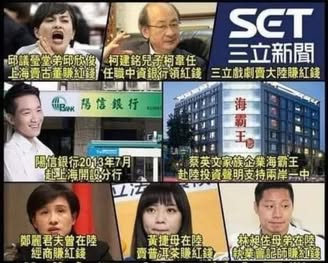 SET
三立新聞
邱議瑩堂弟邱欣俊
上海賣古董賺紅錢
柯建銘兒子柯韋任
任職中資銀行領紅錢
三立戲劇賣大陸賺紅錢
陽信銀行
海霸王
陽信銀行2013年7月
赴上海開設分行
蔡英文家族企業海霸王
赴陸投資聲明支持兩岸一中
鄭麗君夫曾在陸
經商賺紅錢
黃捷母在陸
賣普洱茶賺紅錢
林昶佐母弟在陸
執業會計師賺紅錢